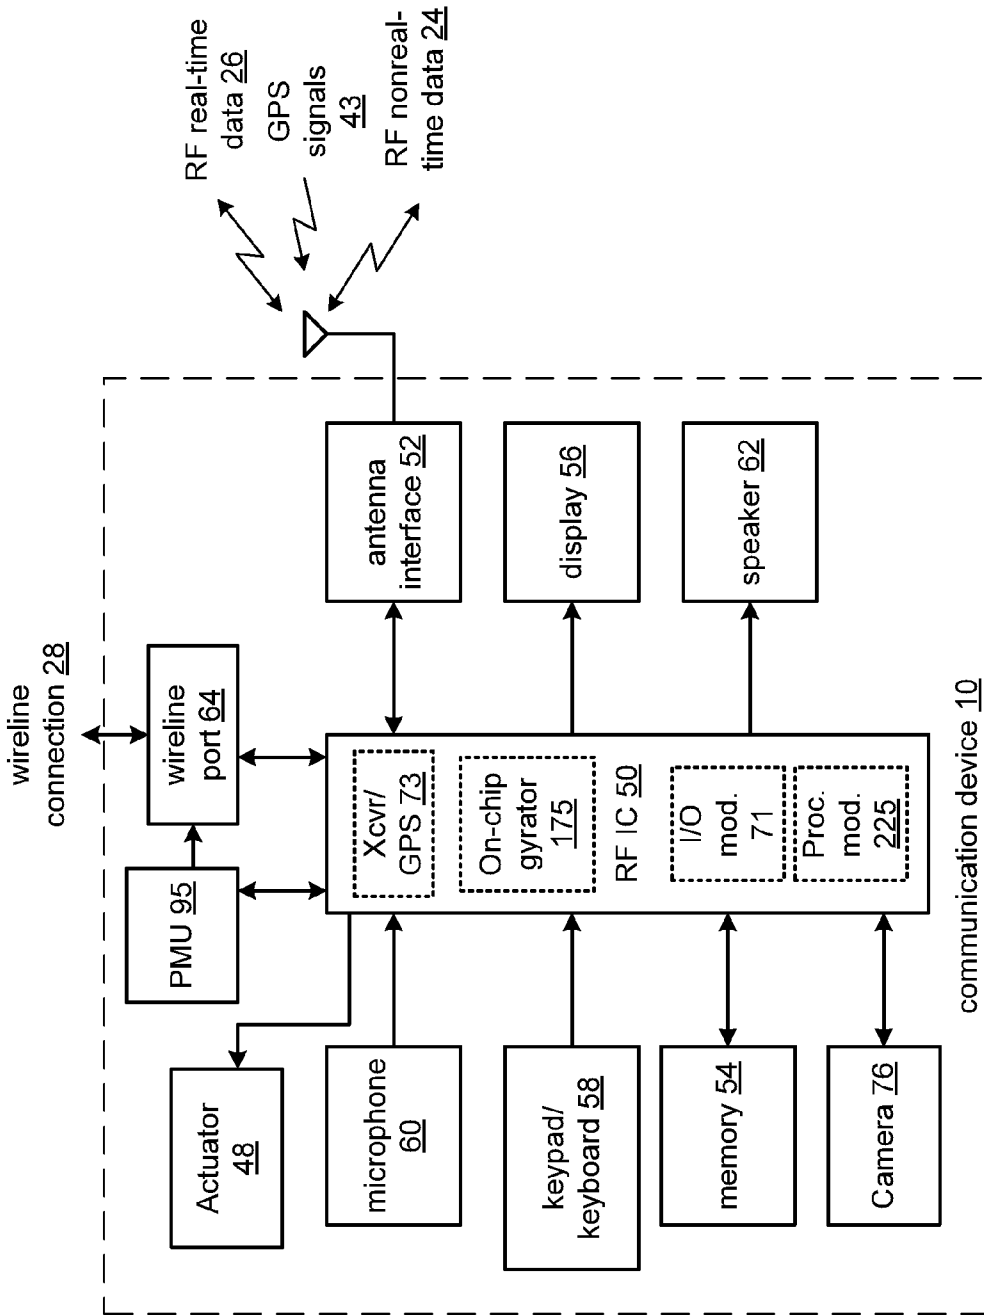 RF real-time
data 26
GPS
signals
43
RF nonreal-
time data 24
wireline
connection 28
wireline
port 64
antenna
interface 52
display 56
speaker 62
PMU 95
Xcvr/
GPS 73
On-chip
gyrator
175
RF IC 50
I/O
mod.
71
Proc.
mod.
225
Actuator
48
microphone
60
keypad/
keyboard 58
memory 54
Camera 76
communication device 10